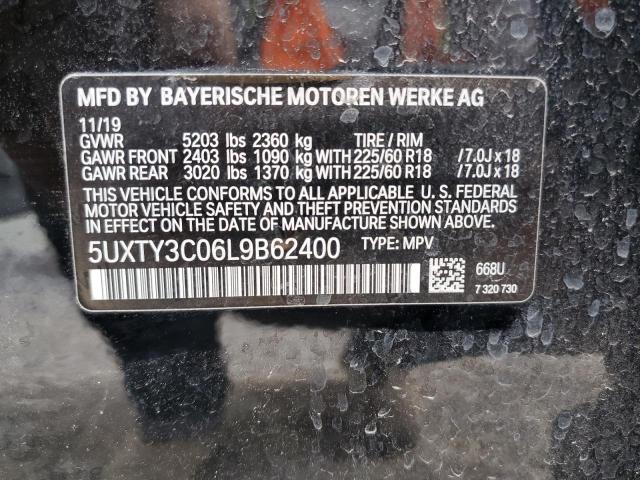 MFD BY BAYERISCHE MOTOREN WERKE AG
11/19
GVWR 5203 lbs 2360 kg TIRE / RIM
GAWR FRONT 2403 lbs 1090 kg WITH 225/60 R18 /7.0J x 18
GAWR REAR 3020 lbs 1370 kg WITH 225/60 R18 /7.0J x 18
THIS VEHICLE CONFORMS TO ALL APPLICABLE U. S. FEDERAL
MOTOR VEHICLE SAFETY AND THEFT PREVENTION STANDARDS
IN EFFECT ON THE DATE OF MANUFACTURE SHOWN ABOVE.
5UXTY3C06L9B62400 TYPE: MPV
668U
7 320 730